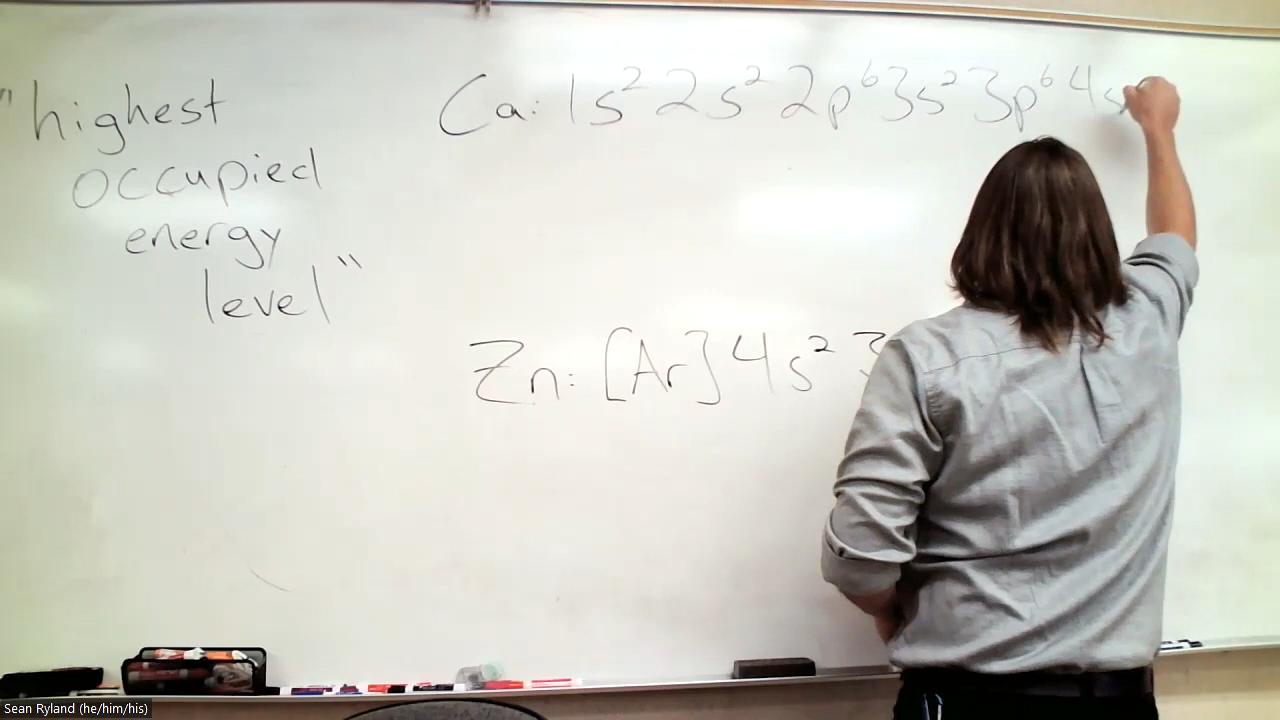 "highest
occupied
energy
level"
Ca: 1s² 2s² 2p⁶ 3s² 3p⁶ 4s
Zn: [Ar] 4s² 3
Sean Ryland (he/him/his)